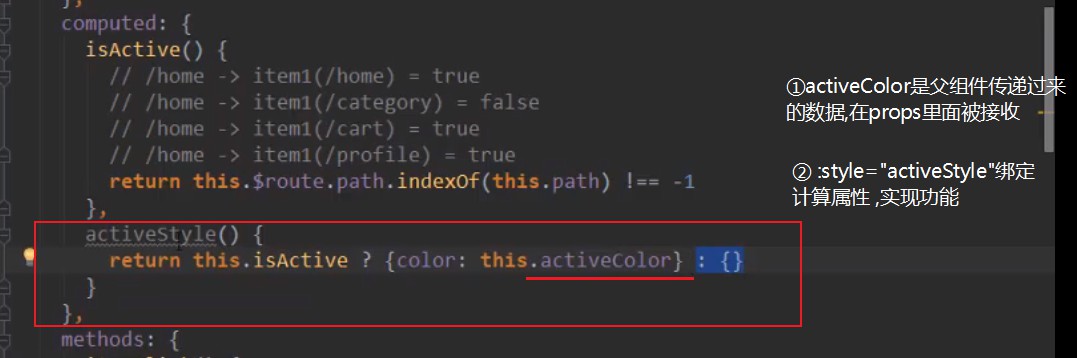 },
computed: {
isActive() {
// /home -> item1(/home) = true
// /home -> item1(/category) = false
// /home -> item1(/cart) = true
// /home -> item1(/profile) = true
return this.$route.path.indexOf(this.path) !== -1
},
activeStyle() {
return this.isActive ? {color: this.activeColor} : {}
}
},
methods: {
①activeColor是父组件传递过来
的数据,在props里面被接收
② :style="activeStyle"绑定
计算属性 ,实现功能